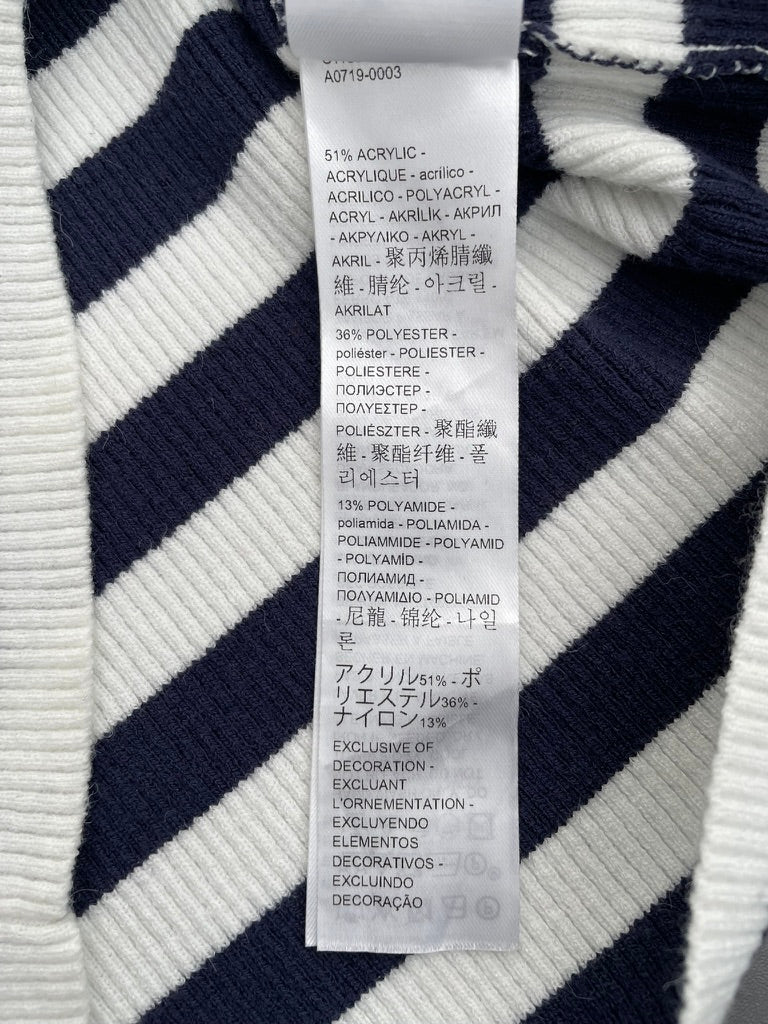 A0719-0003
51% ACRYLIC -
ACRYLIQUE - acrílico -
ACRILICO - POLYACRYL -
ACRYL - AKRİLİK - АКРИЛ
- ΑΚΡΥΛΙΚΟ - AKRYL -
AKRIL - 聚丙烯腈纖
維 - 腈纶 - 아크릴 -
AKRILAT
36% POLYESTER -
poliéster - POLIESTER -
POLIESTERE -
ПОЛИЭСТЕР -
ΠΟΛΥΕΣΤΕΡ -
POLIÉSZTER - 聚酯纖
維 - 聚酯纤维 - 폴
리에스터
13% POLYAMIDE -
poliamida - POLIAMIDA -
POLIAMMIDE - POLYAMID
- POLYAMİD -
ПОЛИАМИД -
ΠΟΛΥΑΜΙΔΙΟ - POLIAMID
- 尼龍 - 锦纶 - 나일
론
アクリル51% - ポ
リエステル36% -
ナイロン13%
EXCLUSIVE OF
DECORATION -
EXCLUANT
L'ORNEMENTATION -
EXCLUYENDO
ELEMENTOS
DECORATIVOS -
EXCLUINDO
DECORAÇÃO